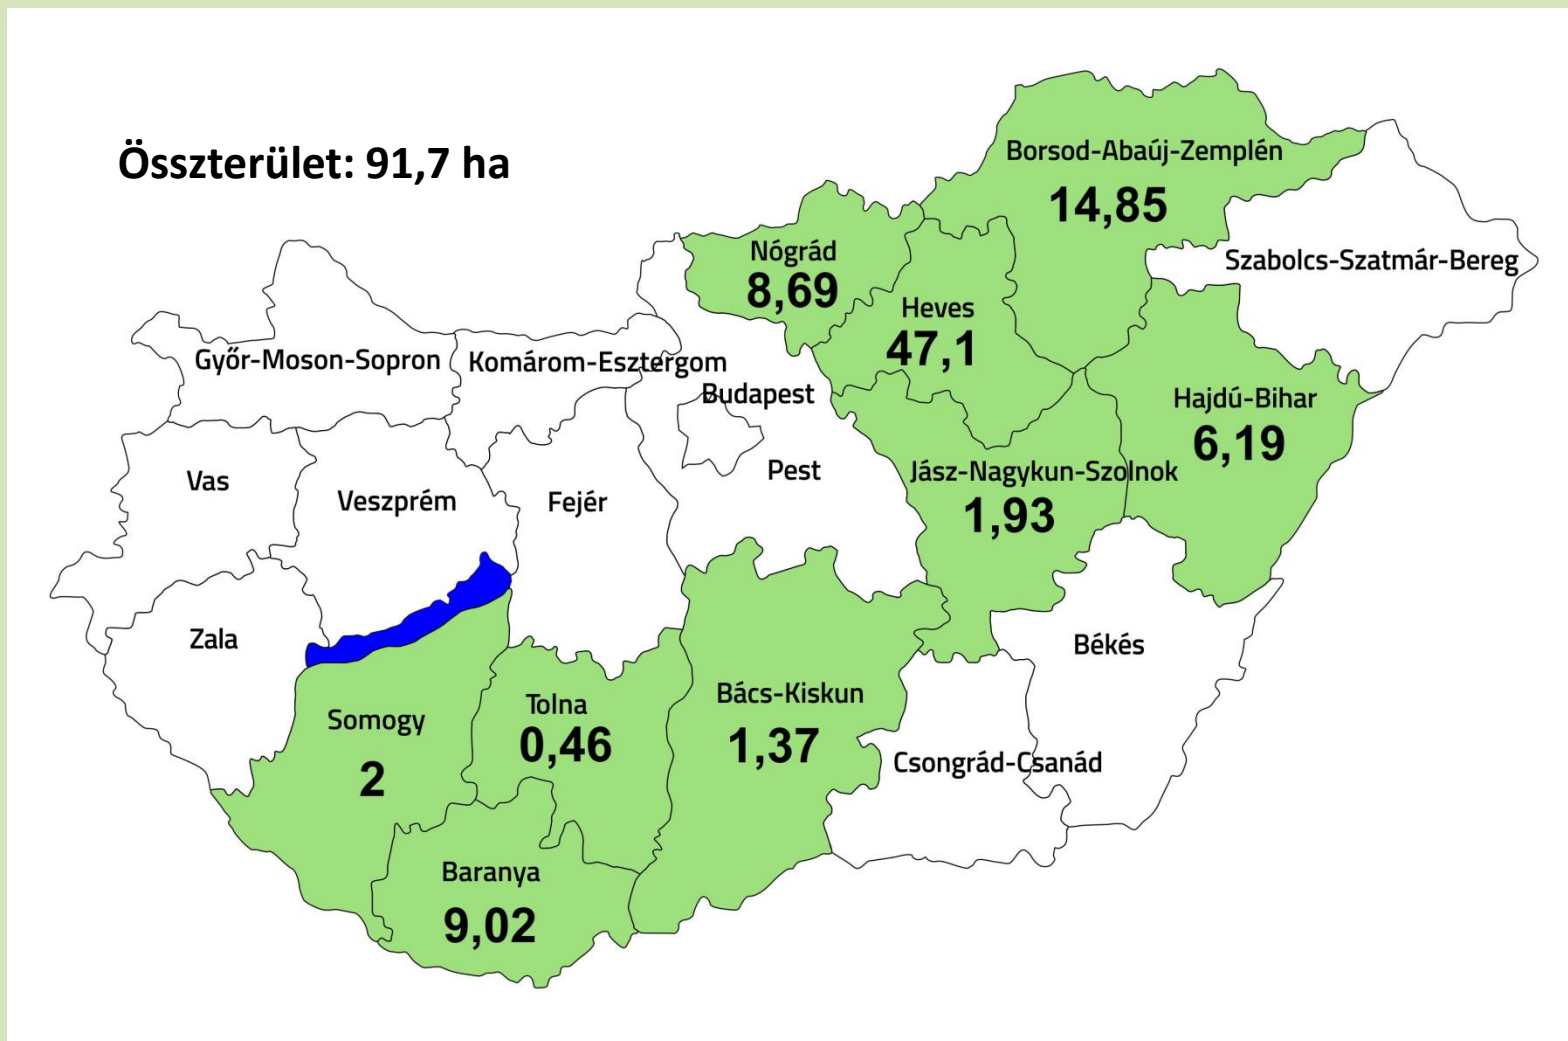 Összterület: 91,7 ha
Borsod-Abaúj-Zemplén
14,85
Nógrád
8,69
Szabolcs-Szatmár-Bereg
Heves
47,1
Győr-Moson-Sopron
Komárom-Esztergom
Budapest
Hajdú-Bihar
6,19
Vas
Veszprém
Fejér
Pest
Jász-Nagykun-Szolnok
1,93
Zala
Békés
Somogy
2
Tolna
0,46
Bács-Kiskun
1,37
Csongrád-Csanád
Baranya
9,02